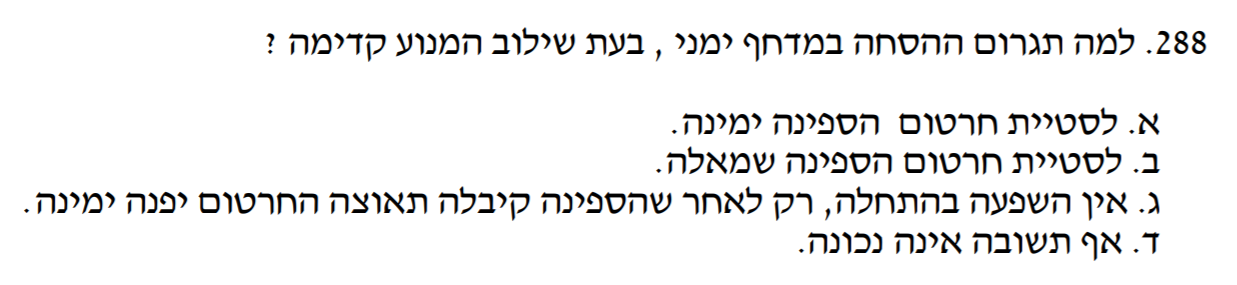 288. למה תגרום ההסחה במדחף ימני , בעת שילוב המנוע קדימה ?
א. לסטיית חרטום  הספינה ימינה.
ב. לסטיית חרטום הספינה שמאלה.
ג. אין השפעה בהתחלה, רק לאחר שהספינה קיבלה תאוצה החרטום יפנה ימינה.
ד. אף תשובה אינה נכונה.